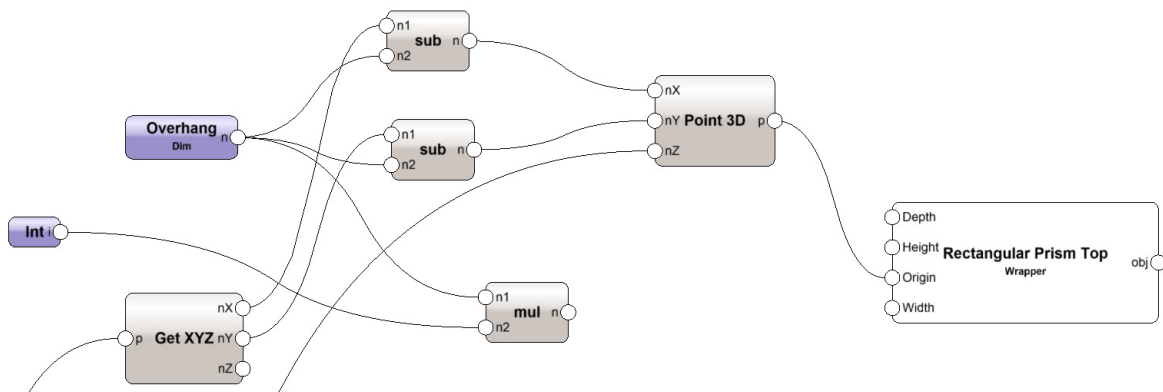 n1
sub
n
n2
Overhang
n
Dim
n1
sub
n
n2
nX
nY
Point 3D
p
nZ
Int
i
Depth
Height
Rectangular Prism Top
Wrapper
obj
Origin
Width
nX
p
Get XYZ
nY
nZ
n1
mul
n
n2